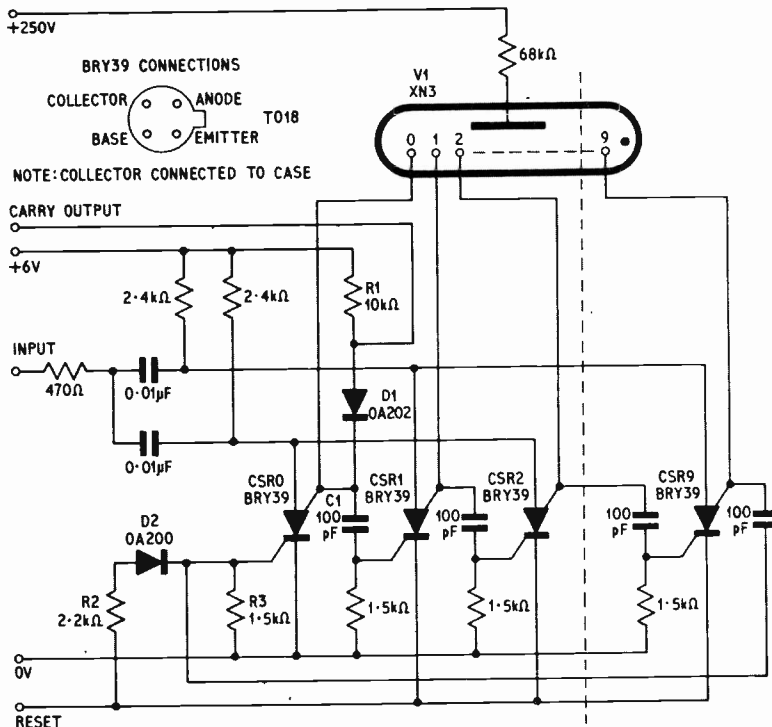 +250V
68kΩ
BRY39 CONNECTIONS
V1
XN3
COLLECTOR
ANODE
TO18
BASE
EMITTER
0
1
2
9
NOTE: COLLECTOR CONNECTED TO CASE
CARRY OUTPUT
+6V
2·4kΩ
2·4kΩ
R1
10kΩ
INPUT
470Ω
0·01µF
D1
OA202
0·01µF
CSR0
BRY39
C1
100
pF
CSR1
BRY39
100
pF
CSR2
BRY39
100
pF
CSR9
BRY39
100
pF
D2
OA200
R2
2·2kΩ
R3
1·5kΩ
1·5kΩ
1·5kΩ
1·5kΩ
0V
RESET